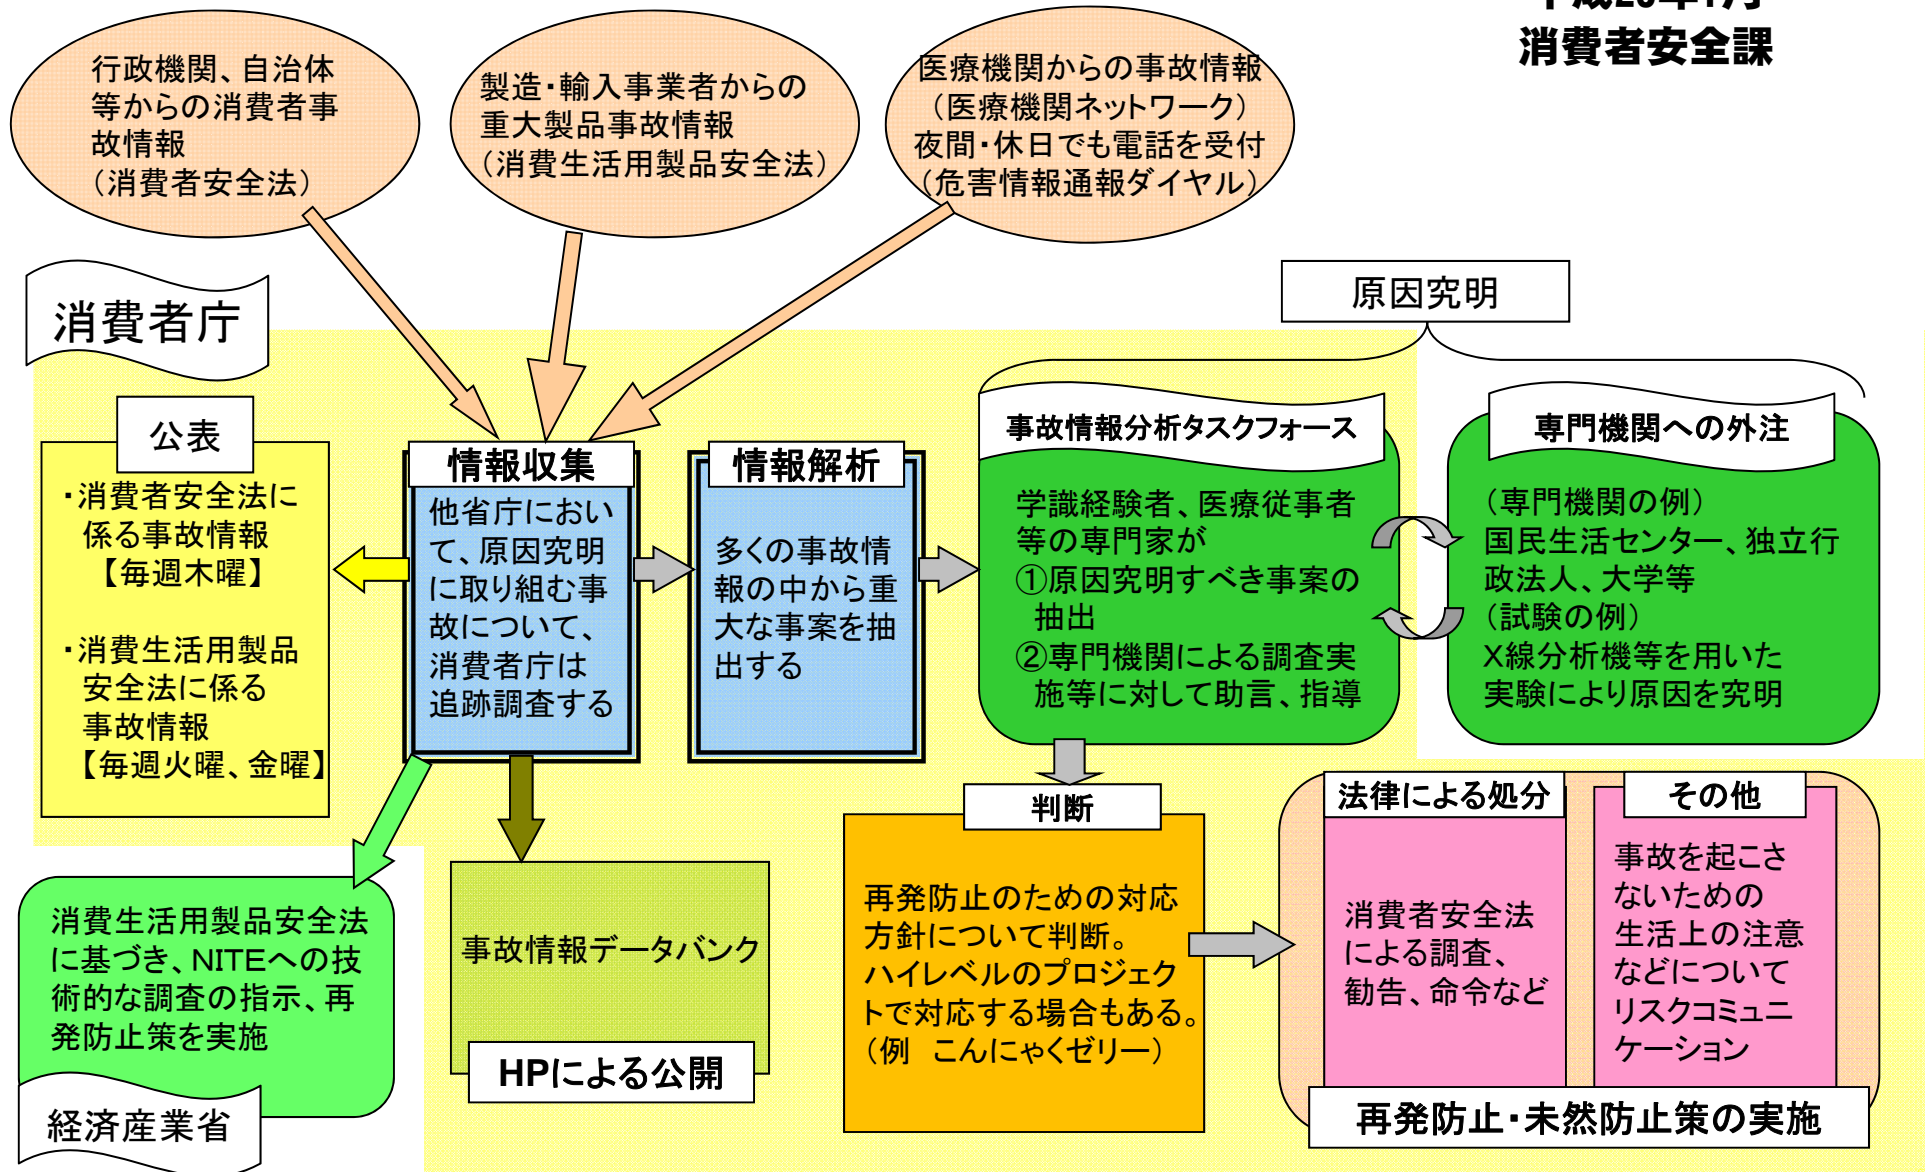 消費者安全課
行政機関、自治体
等からの消費者事
故情報
（消費者安全法）
製造・輸入事業者からの
重大製品事故情報
（消費生活用製品安全法）
医療機関からの事故情報
（医療機関ネットワーク）
夜間・休日でも電話を受付
（危害情報通報ダイヤル）
消費者庁
原因究明
公表
・消費者安全法に
係る事故情報
【毎週木曜】
・消費生活用製品
安全法に係る
事故情報
【毎週火曜、金曜】
情報収集
他省庁におい
て、原因究明
に取り組む事
故について、
消費者庁は
追跡調査する
情報解析
多くの事故情
報の中から重
大な事案を抽
出する
事故情報分析タスクフォース
学識経験者、医療従事者
等の専門家が
①原因究明すべき事案の
抽出
②専門機関による調査実
施等に対して助言、指導
専門機関への外注
（専門機関の例）
国民生活センター、独立行
政法人、大学等
（試験の例）
X線分析機等を用いた
実験により原因を究明
消費生活用製品安全法
に基づき、NITEへの技
術的な調査の指示、再
発防止策を実施
経済産業省
事故情報データバンク
HPによる公開
判断
再発防止のための対応
方針について判断。
ハイレベルのプロジェク
トで対応する場合もある。
（例　こんにゃくゼリー）
法律による処分
消費者安全法
による調査、
勧告、命令など
その他
事故を起こさ
ないための
生活上の注意
などについて
リスクコミュニ
ケーション
再発防止・未然防止策の実施